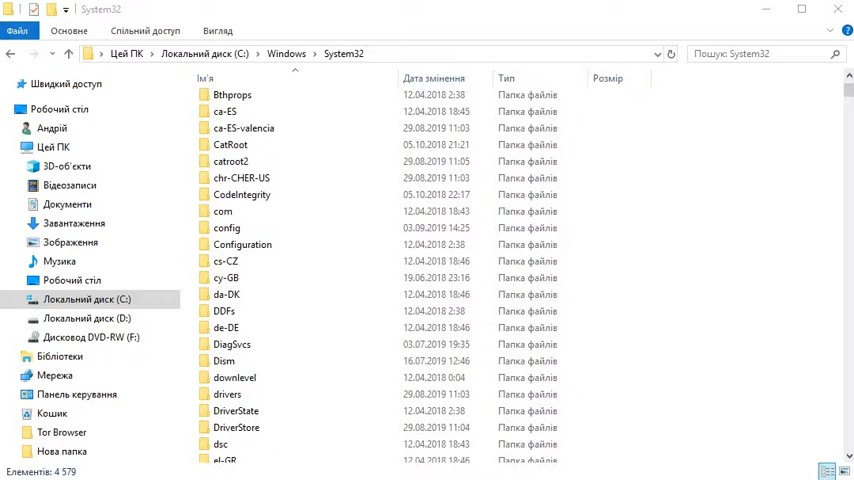 System32
Файл Основне Спільний доступ Вигляд
Цей ПК Локальний диск (C:) Windows System32 Пошук: System32
Ім'я Дата змінення Тип Розмір
Швидкий доступ
Робочий стіл
Андрій
Цей ПК
3D-об'єкти
Відеозаписи
Документи
Завантаження
Зображення
Музика
Робочий стіл
Локальний диск (C:)
Локальний диск (D:)
Дисковод DVD-RW (F:)
Бібліотеки
Мережа
Панель керування
Кошик
Tor Browser
Нова папка
Bthprops 12.04.2018 2:38 Папка файлів
ca-ES 12.04.2018 18:45 Папка файлів
ca-ES-valencia 29.08.2019 11:03 Папка файлів
CatRoot 05.10.2018 21:21 Папка файлів
catroot2 29.08.2019 11:05 Папка файлів
chr-CHER-US 29.08.2019 11:03 Папка файлів
CodeIntegrity 05.10.2018 22:17 Папка файлів
com 12.04.2018 18:43 Папка файлів
config 03.09.2019 14:25 Папка файлів
Configuration 12.04.2018 2:38 Папка файлів
cs-CZ 12.04.2018 18:46 Папка файлів
cy-GB 19.06.2018 23:16 Папка файлів
da-DK 12.04.2018 18:46 Папка файлів
DDFs 12.04.2018 2:38 Папка файлів
de-DE 12.04.2018 18:46 Папка файлів
DiagSvcs 03.07.2019 19:35 Папка файлів
Dism 16.07.2019 12:46 Папка файлів
downlevel 12.04.2018 0:04 Папка файлів
drivers 29.08.2019 11:03 Папка файлів
DriverState 12.04.2018 2:38 Папка файлів
DriverStore 29.08.2019 11:04 Папка файлів
dsc 12.04.2018 18:43 Папка файлів
el-GR 12.04.2018 18:46 Папка файлів
Елементів: 4 579